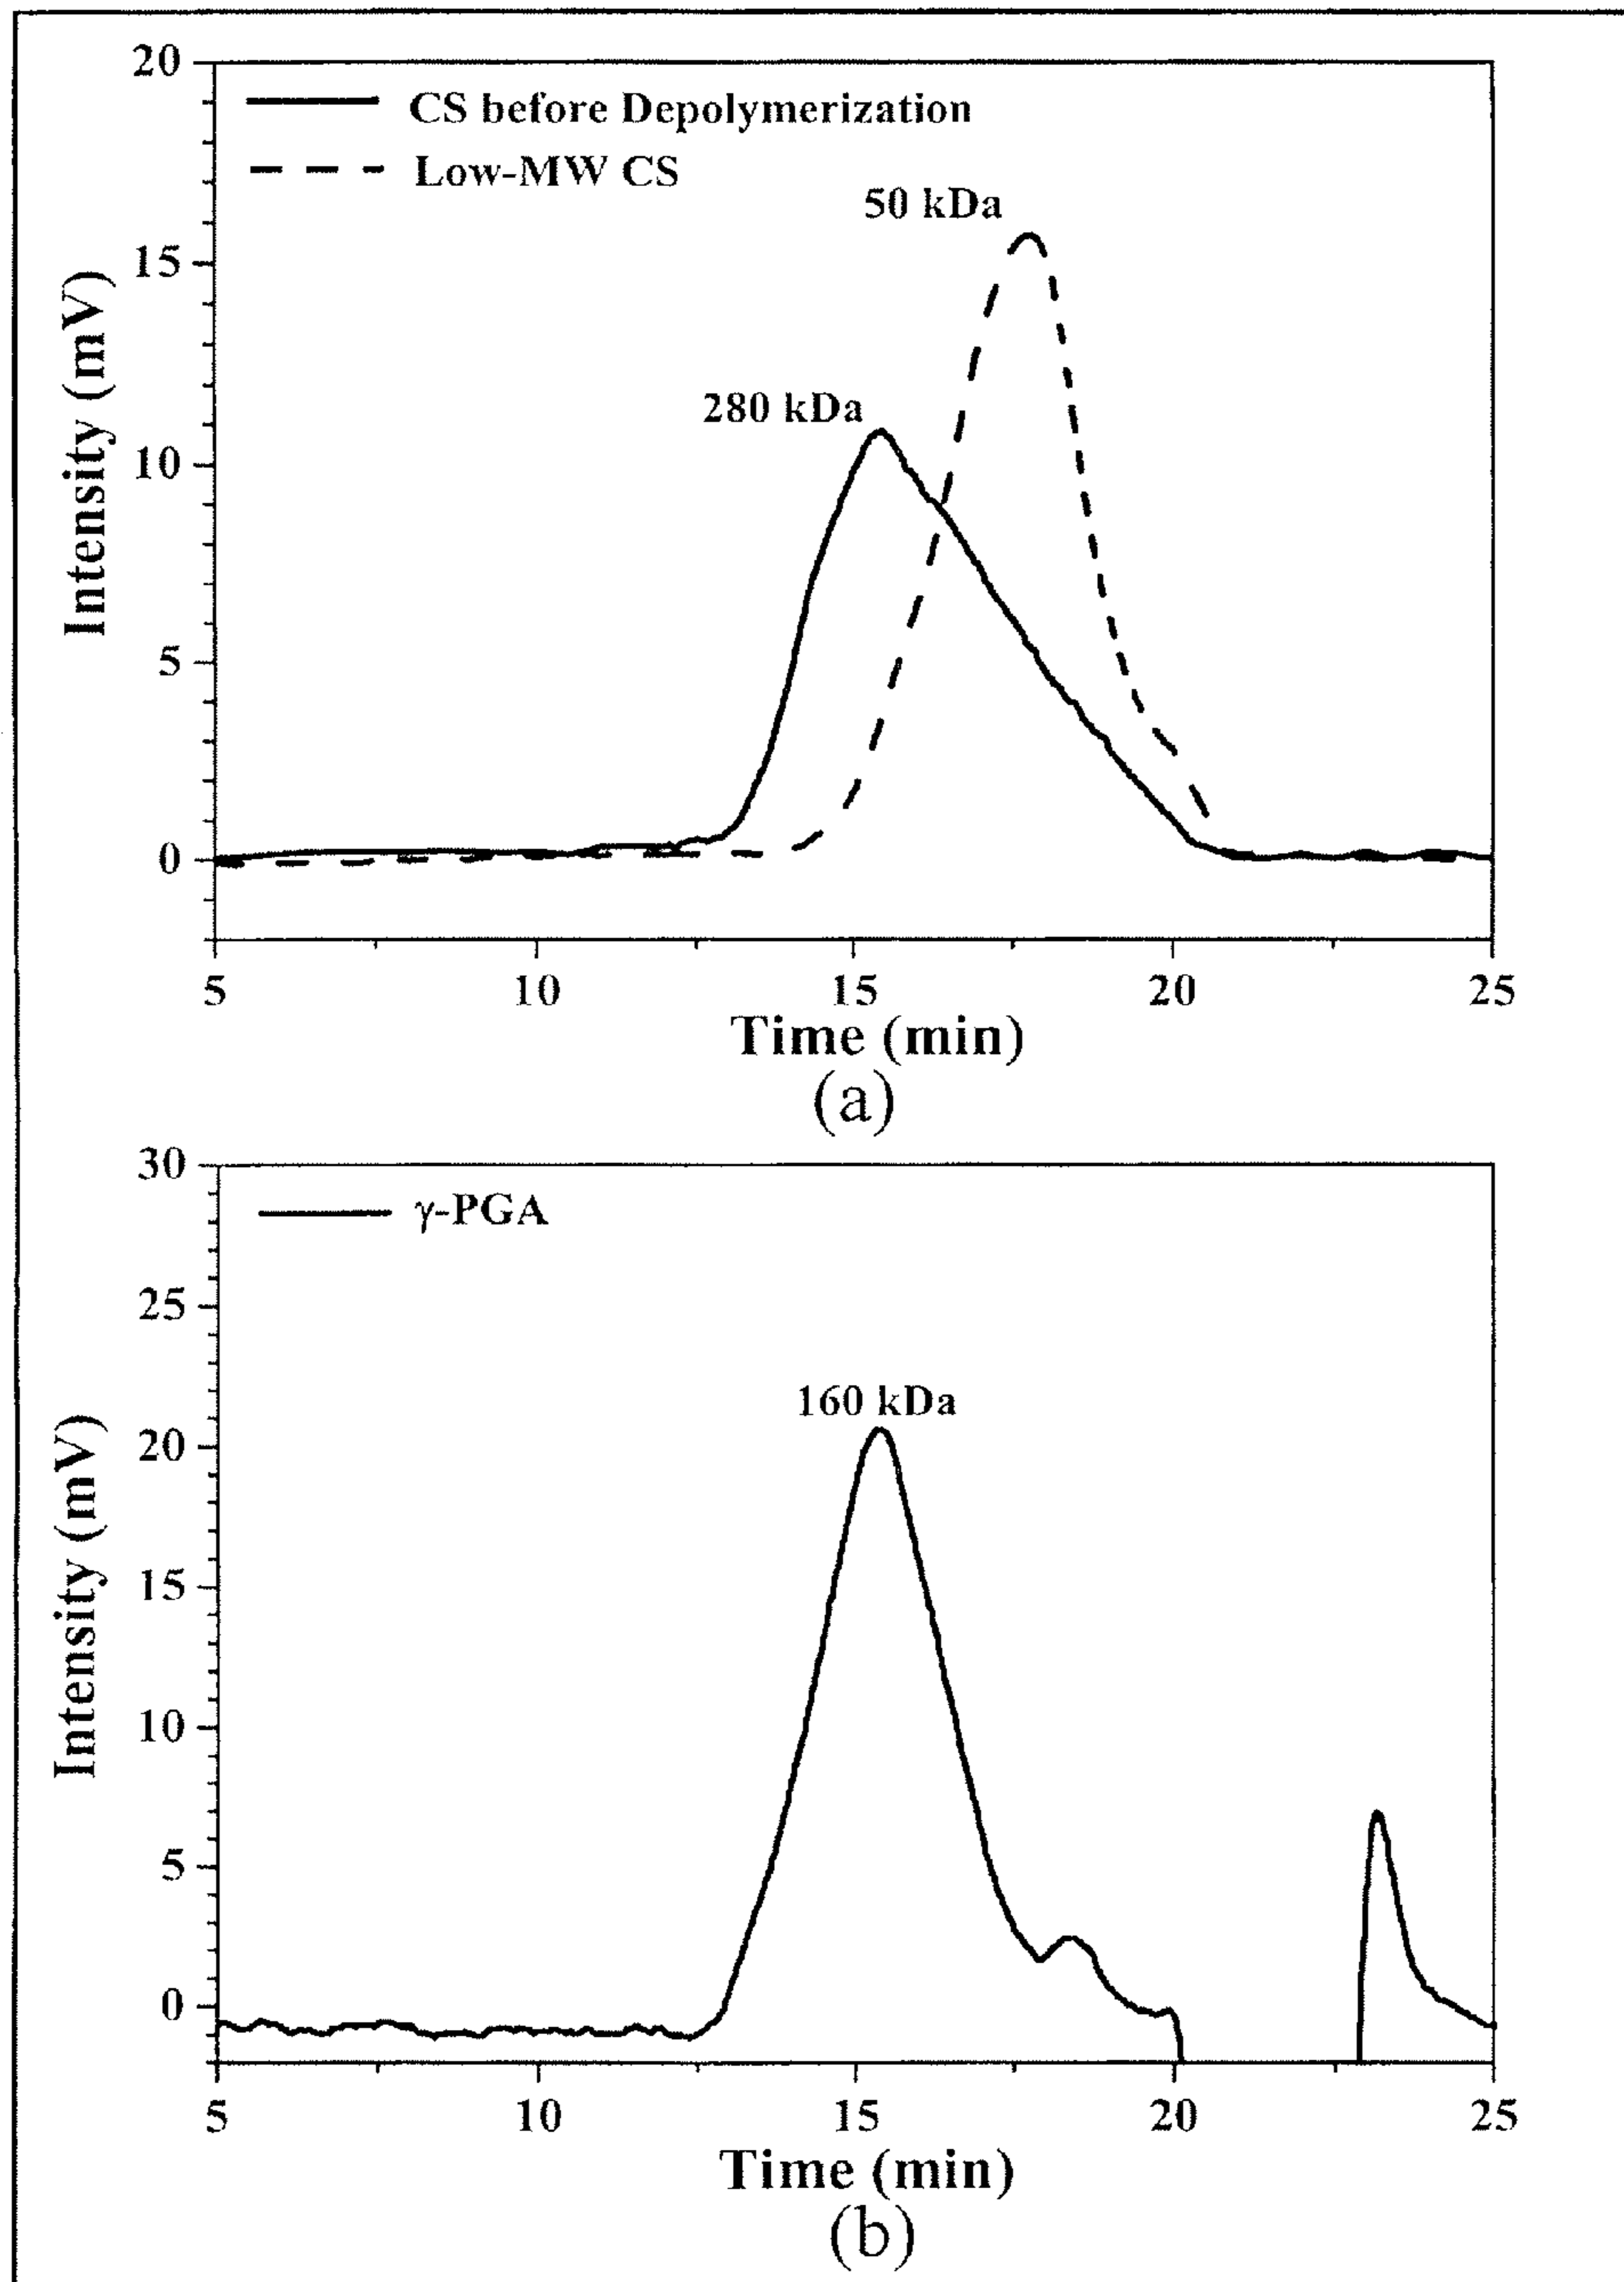 20
CS before Depolymerization
Low-MW CS
50 kDa
15
280 kDa
10
5
0
Intensity (mV)
5 10 15 20 25
Time (min)
(a)
30
γ-PGA
25
160 kDa
20
15
10
5
0
Intensity (mV)
5 10 15 20 25
Time (min)
(b)